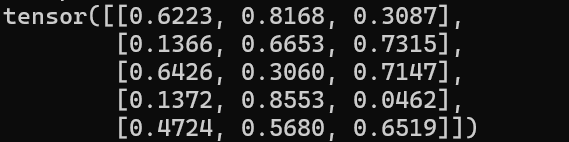 tensor([[0.6223, 0.8168, 0.3087],
[0.1366, 0.6653, 0.7315],
[0.6426, 0.3060, 0.7147],
[0.1372, 0.8553, 0.0462],
[0.4724, 0.5680, 0.6519]])